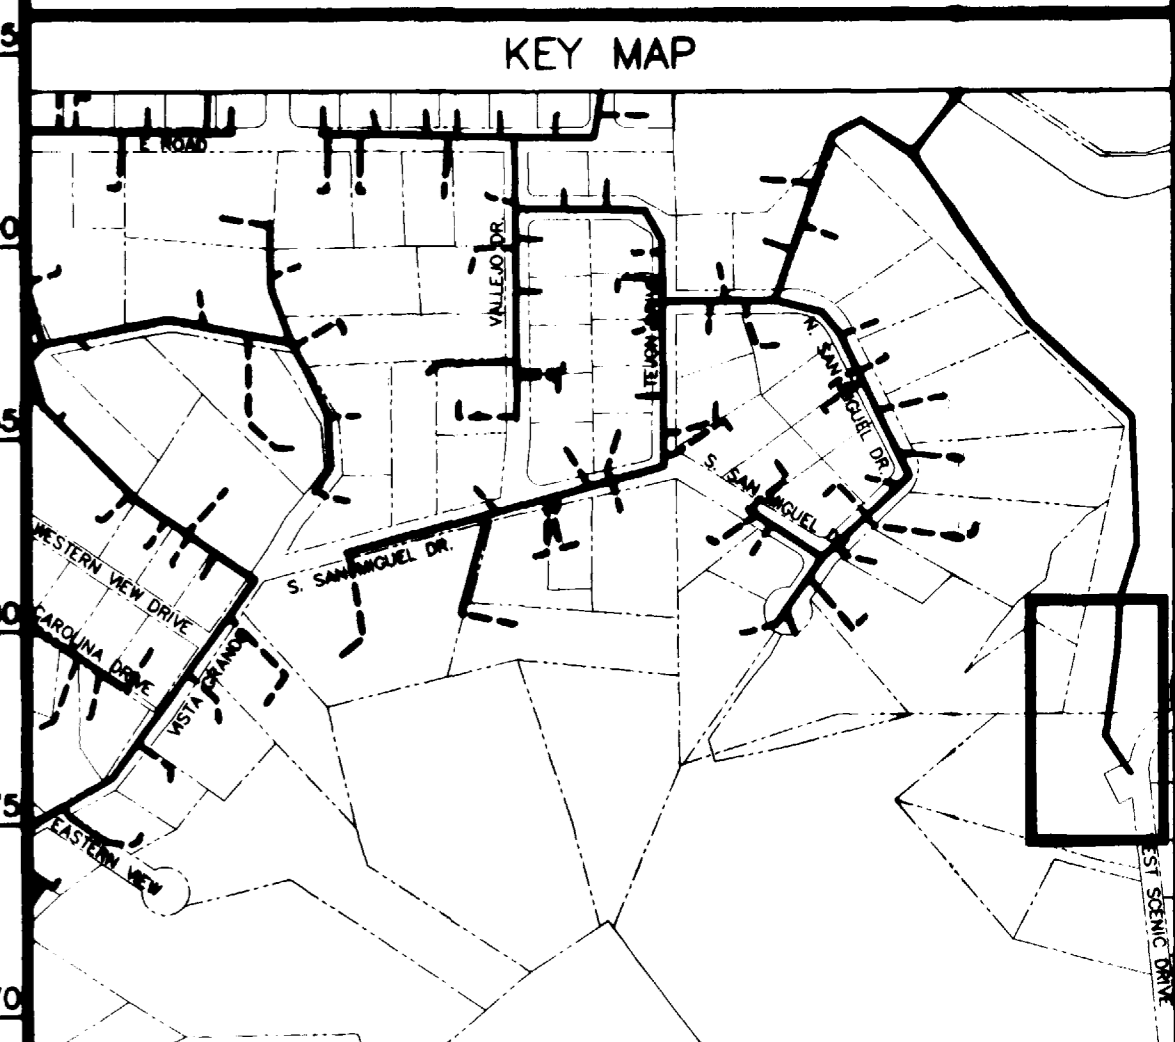 KEY MAP
E ROAD
VALLEJO DR.
TEJON
N. SAN MIGUEL DR.
S. SAN MIGUEL DR.
S. SAN MIGUEL DR.
WESTERN VIEW DRIVE
CAROLINA DRIVE
VISTA GRANDE
EASTERN VIEW
EST SCENIC DRIVE